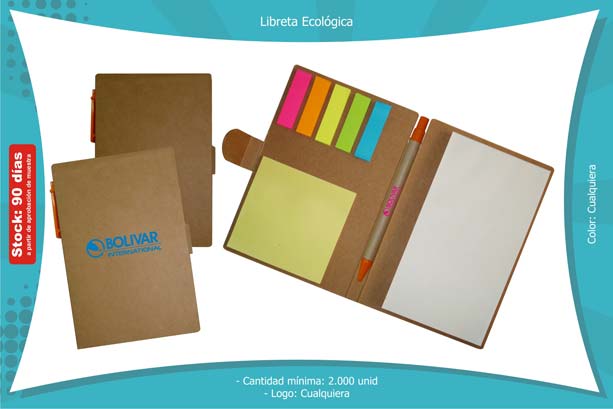 Libreta Ecológica
Stock: 90 días
a partir de aprobación de muestra
BOLIVAR
INTERNATIONAL
BOLIVAR
Color: Cualquiera
- Cantidad mínima: 2.000 unid
- Logo: Cualquiera